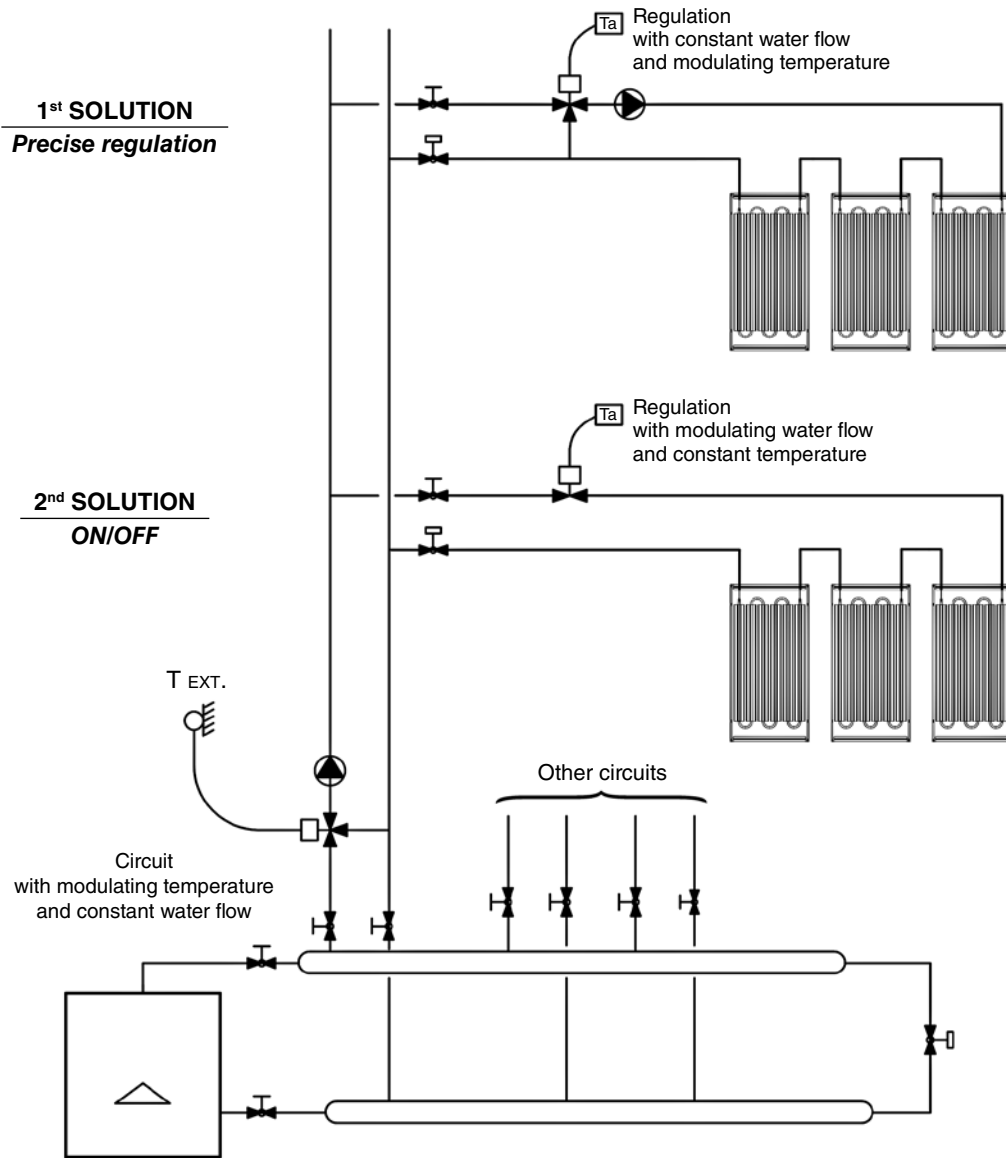 Ta
Regulation
with constant water flow
and modulating temperature
1st SOLUTION
Precise regulation
Ta
Regulation
with modulating water flow
and constant temperature
2nd SOLUTION
ON/OFF
T EXT.
Other circuits
Circuit
with modulating temperature
and constant water flow